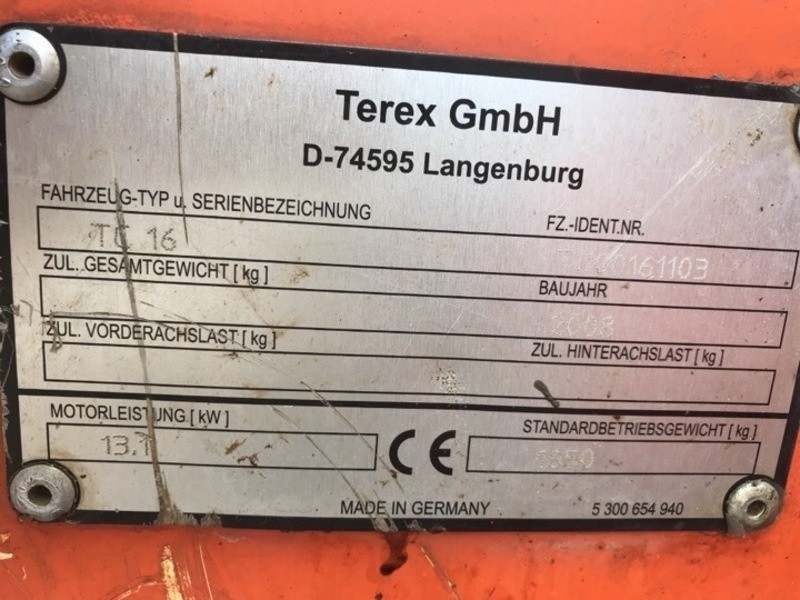 Terex GmbH
D-74595 Langenburg
FAHRZEUG-TYP u. SERIENBEZEICHNUNG FZ.-IDENT.NR.
TC 16
ZUL. GESAMTGEWICHT [ kg ] BAUJAHR
2008
ZUL. VORDERACHSLAST [ kg ] ZUL. HINTERACHSLAST [ kg ]
MOTORLEISTUNG [ kW ] STANDARDBETRIEBSGEWICHT [ kg ]
CE
MADE IN GERMANY 5 300 654 940